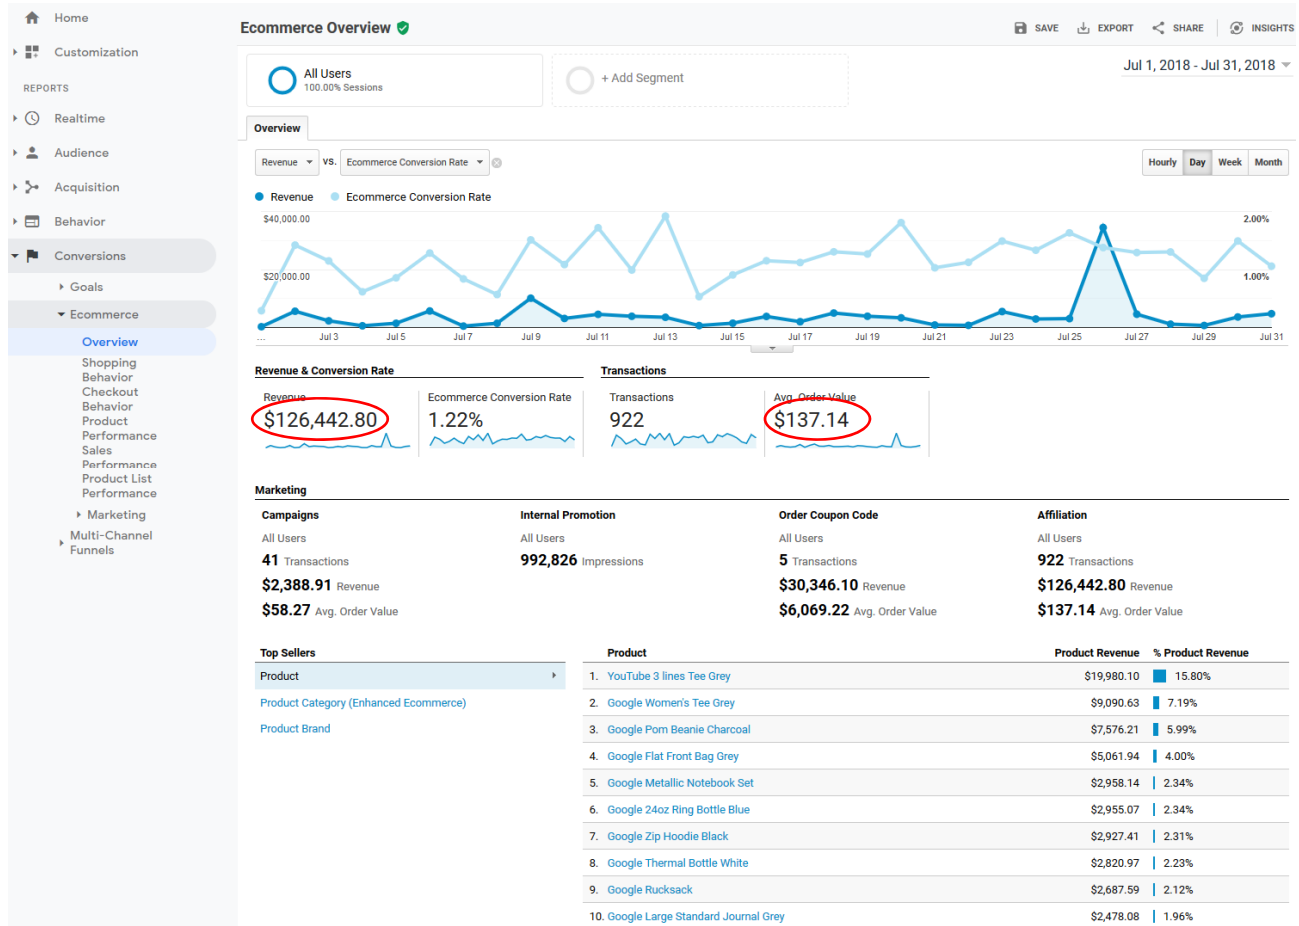 Home
Ecommerce Overview
SAVE EXPORT SHARE INSIGHTS
Customization
REPORTS
Realtime
Audience
Acquisition
Behavior
Conversions
Goals
Ecommerce
Overview
Shopping
Behavior
Checkout
Behavior
Product
Performance
Sales
Performance
Product List
Performance
Marketing
Multi-Channel
Funnels
All Users
100.00% Sessions
+ Add Segment
Jul 1, 2018 - Jul 31, 2018
Overview
Revenue VS. Ecommerce Conversion Rate
Hourly Day Week Month
Revenue Ecommerce Conversion Rate
$40,000.00 2.00%
$20,000.00 1.00%
... Jul 3 Jul 5 Jul 7 Jul 9 Jul 11 Jul 13 Jul 15 Jul 17 Jul 19 Jul 21 Jul 23 Jul 25 Jul 27 Jul 29 Jul 31
Revenue & Conversion Rate Transactions
Revenue Ecommerce Conversion Rate Transactions Avg. Order Value
$126,442.80 1.22% 922 $137.14
Marketing
Campaigns Internal Promotion Order Coupon Code Affiliation
All Users All Users All Users All Users
41 Transactions 992,826 Impressions 5 Transactions 922 Transactions
$2,388.91 Revenue $30,346.10 Revenue $126,442.80 Revenue
$58.27 Avg. Order Value $6,069.22 Avg. Order Value $137.14 Avg. Order Value
Top Sellers
Product
Product Category (Enhanced Ecommerce)
Product Brand
Product Product Revenue % Product Revenue
1. YouTube 3 lines Tee Grey $19,980.10 15.80%
2. Google Women's Tee Grey $9,090.63 7.19%
3. Google Pom Beanie Charcoal $7,576.21 5.99%
4. Google Flat Front Bag Grey $5,061.94 4.00%
5. Google Metallic Notebook Set $2,958.14 2.34%
6. Google 24oz Ring Bottle Blue $2,955.07 2.34%
7. Google Zip Hoodie Black $2,927.41 2.31%
8. Google Thermal Bottle White $2,820.97 2.23%
9. Google Rucksack $2,687.59 2.12%
10. Google Large Standard Journal Grey $2,478.08 1.96%